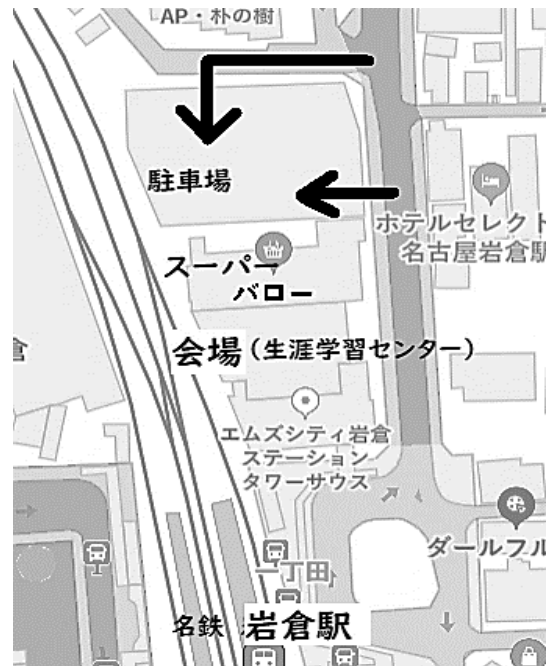 AP・朴の樹
駐車場
ホテルセレクト
名古屋岩倉駅
スーパー
バロー
会場(生涯学習センター)
倉
エムズシティ岩倉
ステーション
タワーサウス
ダールフル
一丁田
名鉄 岩倉駅